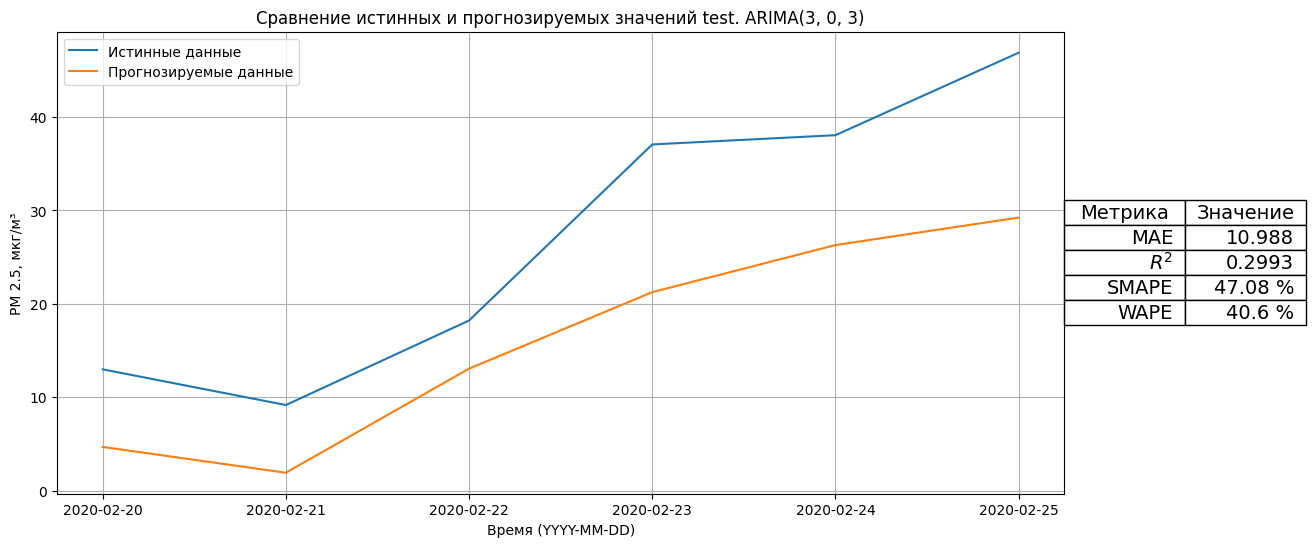 Сравнение истинных и прогнозируемых значений test. ARIMA(3, 0, 3)
Истинные данные
Прогнозируемые данные
PM 2.5, мкг/м³
40
30
20
10
0
2020-02-20 2020-02-21 2020-02-22 2020-02-23 2020-02-24 2020-02-25
Время (YYYY-MM-DD)
Метрика Значение
MAE 10.988
R² 0.2993
SMAPE 47.08 %
WAPE 40.6 %